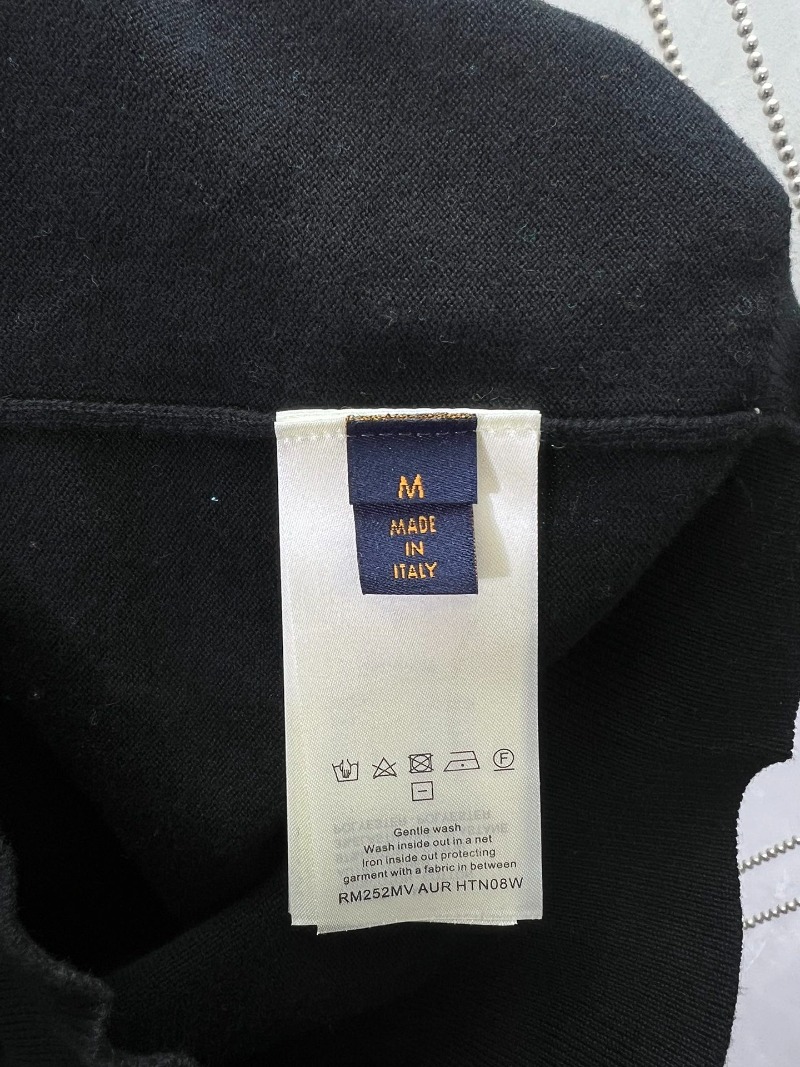 M
MADE
IN
ITALY
F
Gentle wash
Wash inside out in a net
Iron inside out protecting
garment with a fabric in between
RM252MV AUR HTN08W